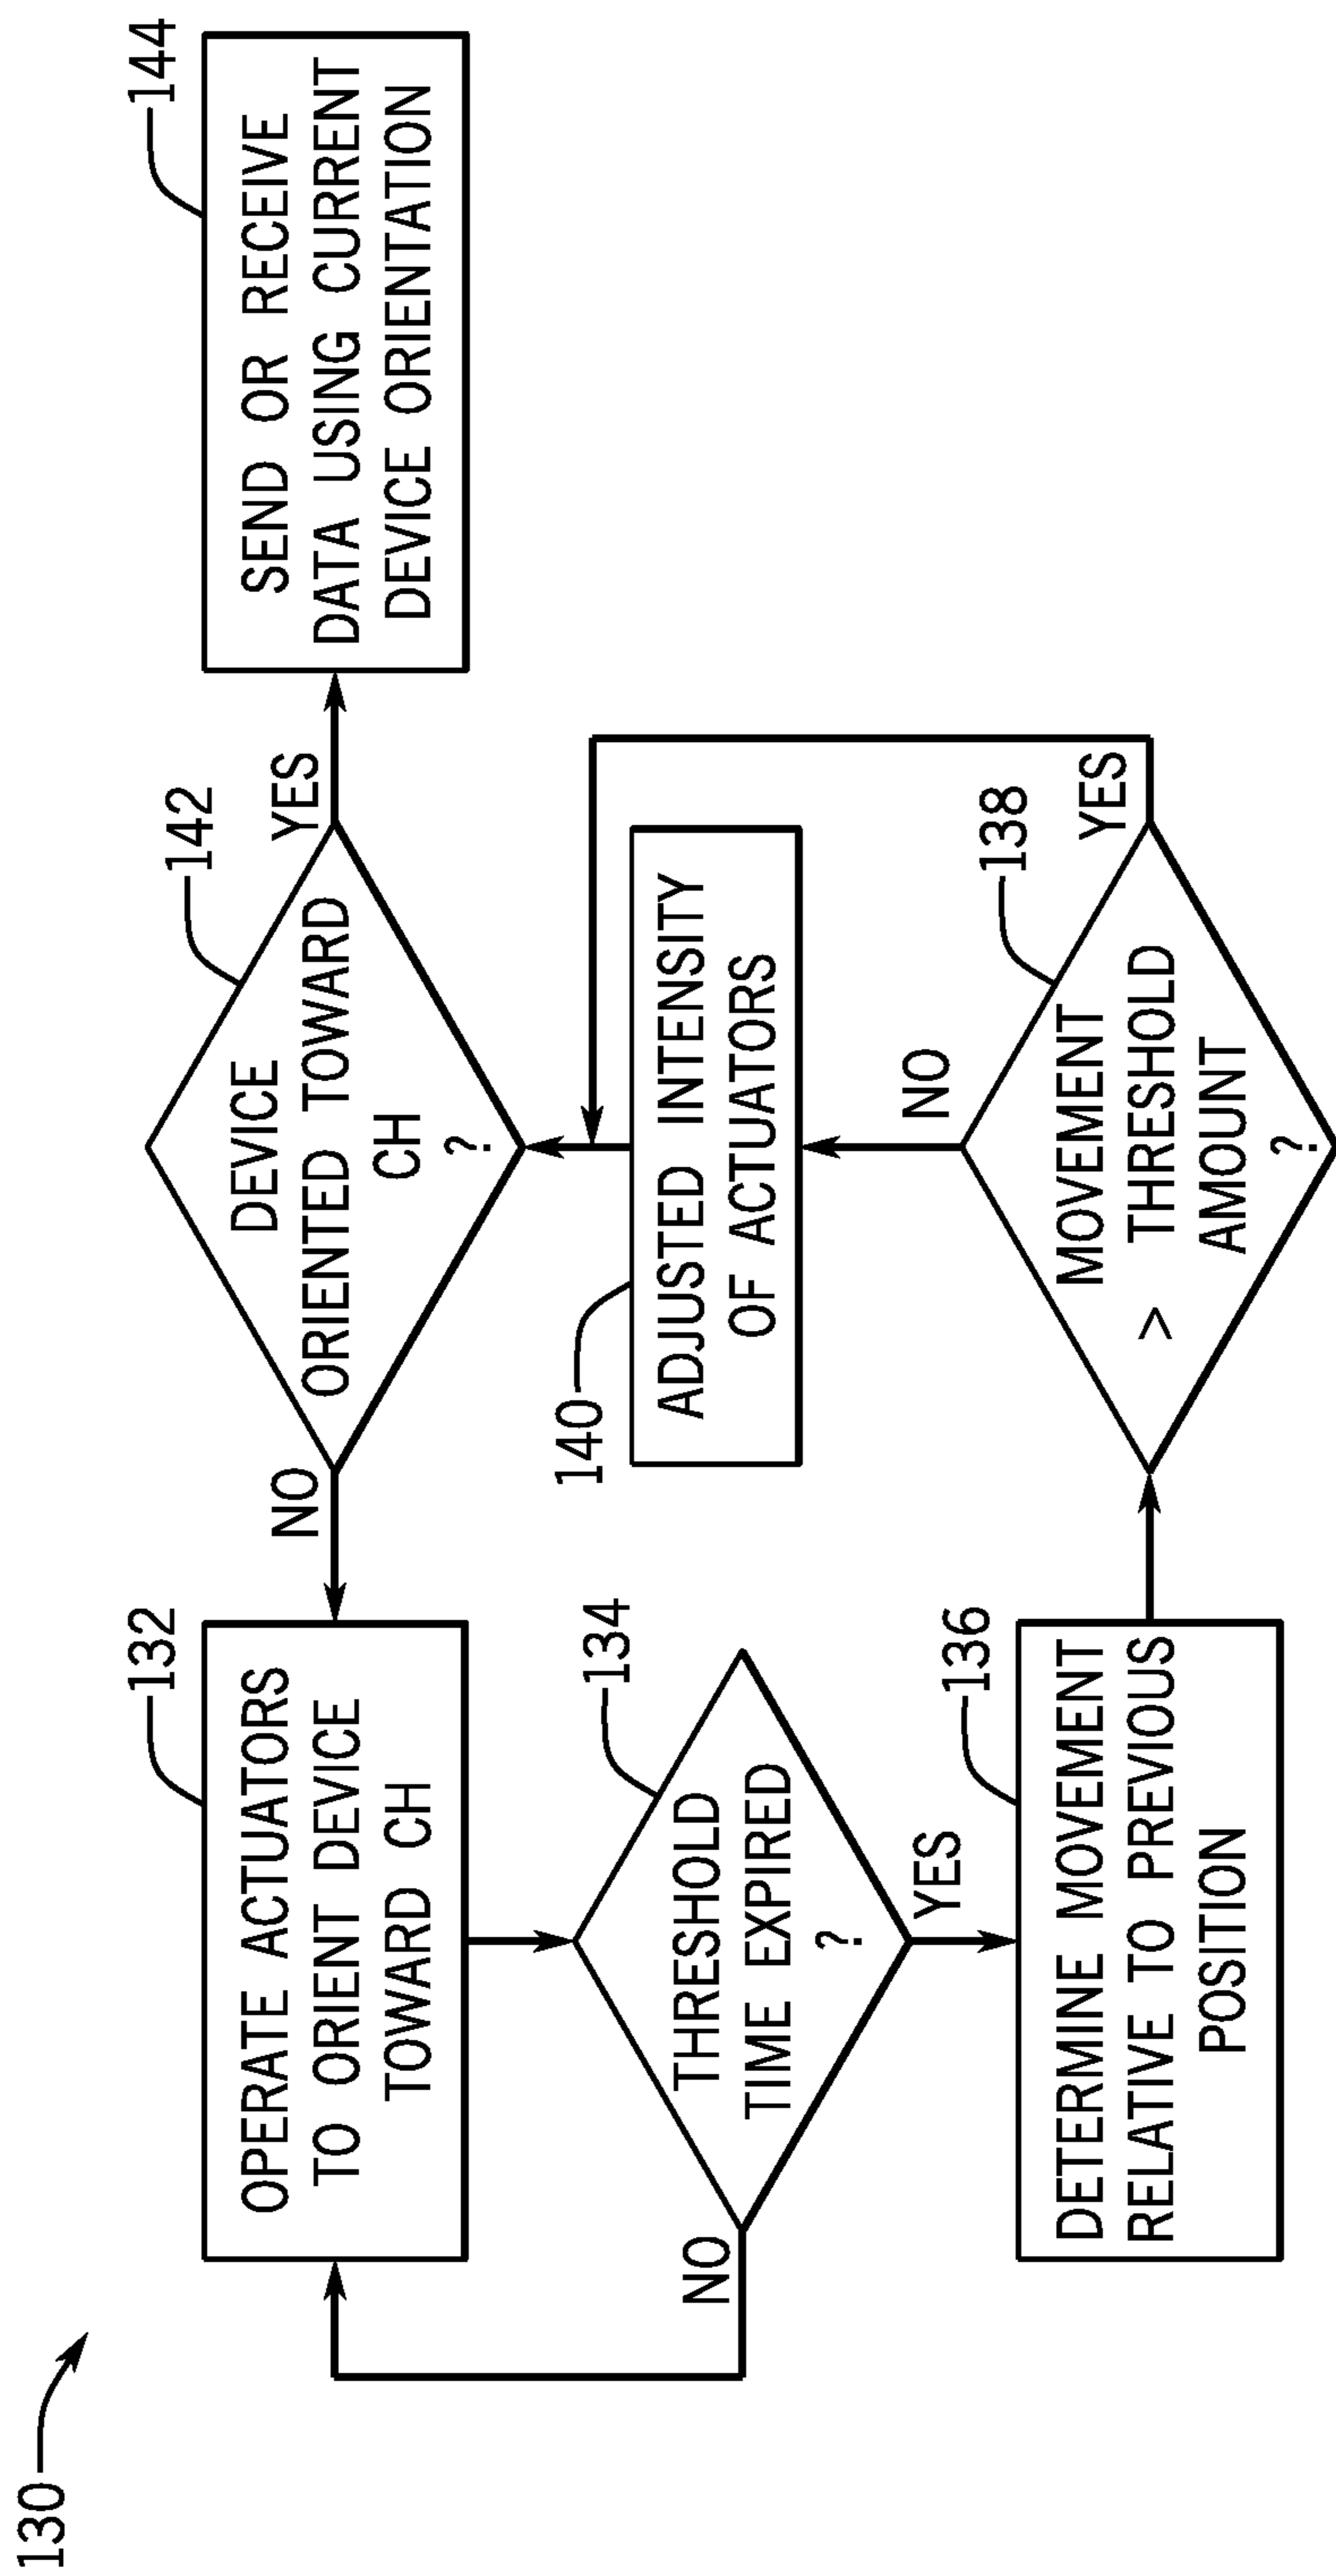 130
132
OPERATE ACTUATORS
TO ORIENT DEVICE
TOWARD CH
134
THRESHOLD
TIME EXPIRED
?
NO
YES
136
DETERMINE MOVEMENT
RELATIVE TO PREVIOUS
POSITION
138
MOVEMENT
> THRESHOLD
AMOUNT
?
NO
YES
140
ADJUSTED INTENSITY
OF ACTUATORS
142
DEVICE
ORIENTED TOWARD
CH
?
NO
YES
144
SEND OR RECEIVE
DATA USING CURRENT
DEVICE ORIENTATION